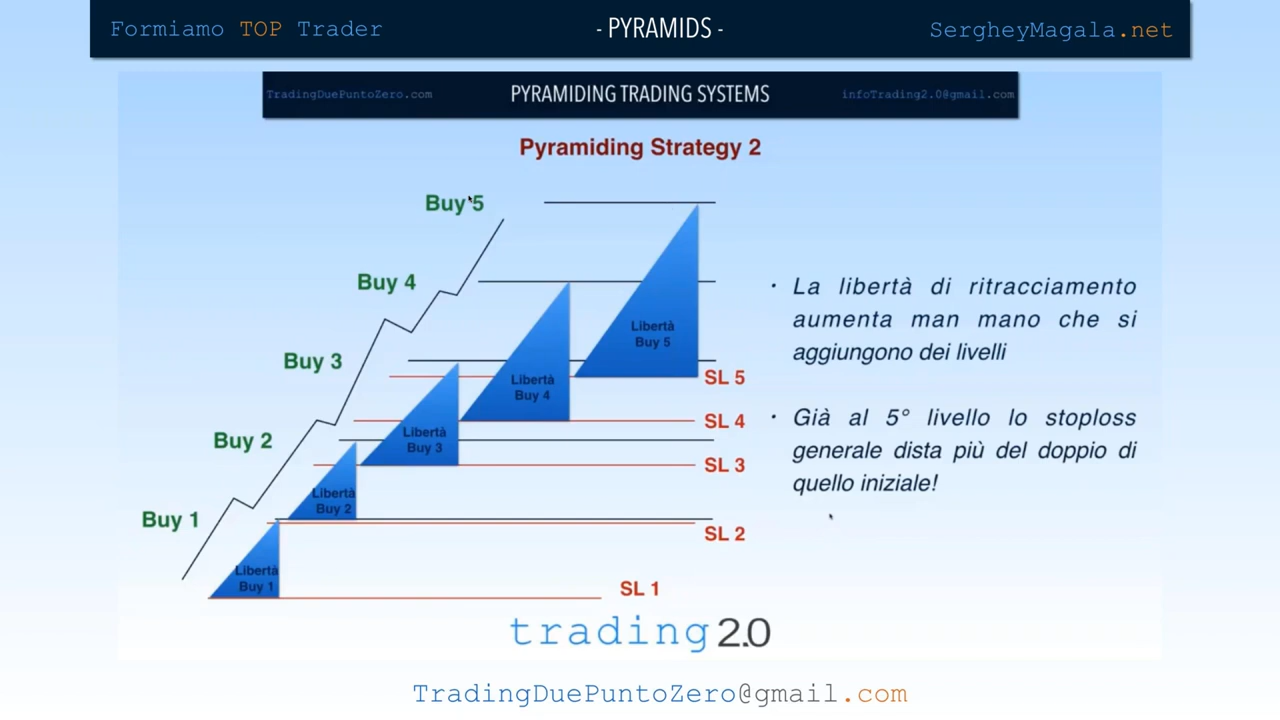 Formiamo TOP Trader
- PYRAMIDS -
SergheyMagala.net
TradingDuePuntoZero.com
PYRAMIDING TRADING SYSTEMS
infoTrading2.0@gmail.com
Pyramiding Strategy 2
Buy 5
Buy 4
Buy 3
Buy 2
Buy 1
Libertà
Buy 5
Libertà
Buy 4
Libertà
Buy 3
Libertà
Buy 2
Libertà
Buy 1
SL 5
SL 4
SL 3
SL 2
SL 1
· La libertà di ritracciamento
aumenta man mano che si
aggiungono dei livelli
· Già al 5° livello lo stoploss
generale dista più del doppio di
quello iniziale!
trading 2.0
TradingDuePuntoZero@gmail.com